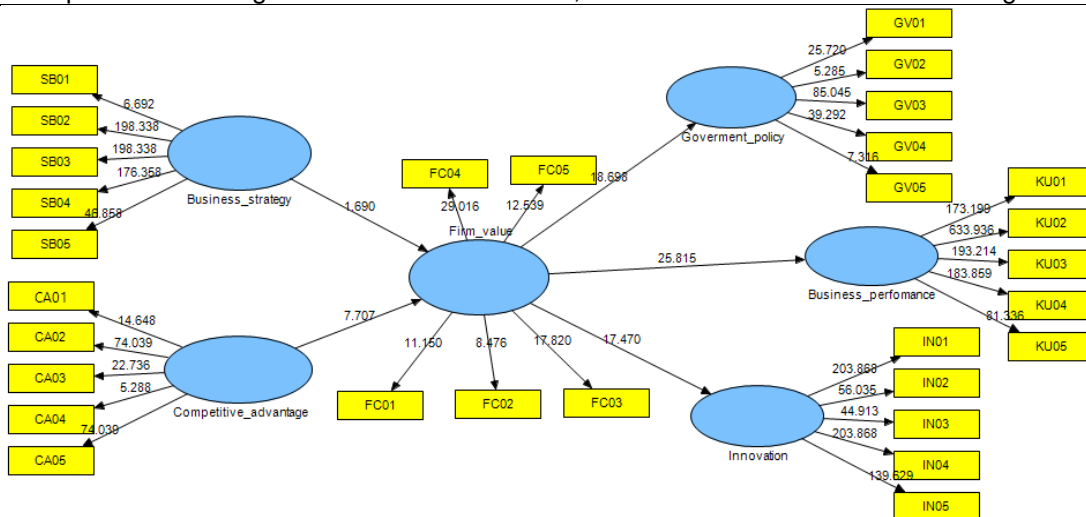 GV01
25.720
GV02
5.285
SB01
GV03
85.045
6.692
SB02
39.292
198.338
GV04
Goverment_policy
SB03
198.338
FC05
7.316
FC04
18.698
KU01
176.358
GV05
SB04
Business_strategy
29.016
12.539
173.199
46.858
KU02
1.690
Firm_value
633.936
SB05
193.214
KU03
25.815
183.859
CA01
Business_perfomance
KU04
7.707
81.336
14.648
17.470
IN01
CA02
74.039
11.150
8.476
17.820
KU05
203.868
CA03
22.736
IN02
56.035
5.288
FC01
FC02
FC03
44.913
CA04
Competitive_advantage
IN03
74.039
203.868
Innovation
IN04
CA05
139.629
IN05